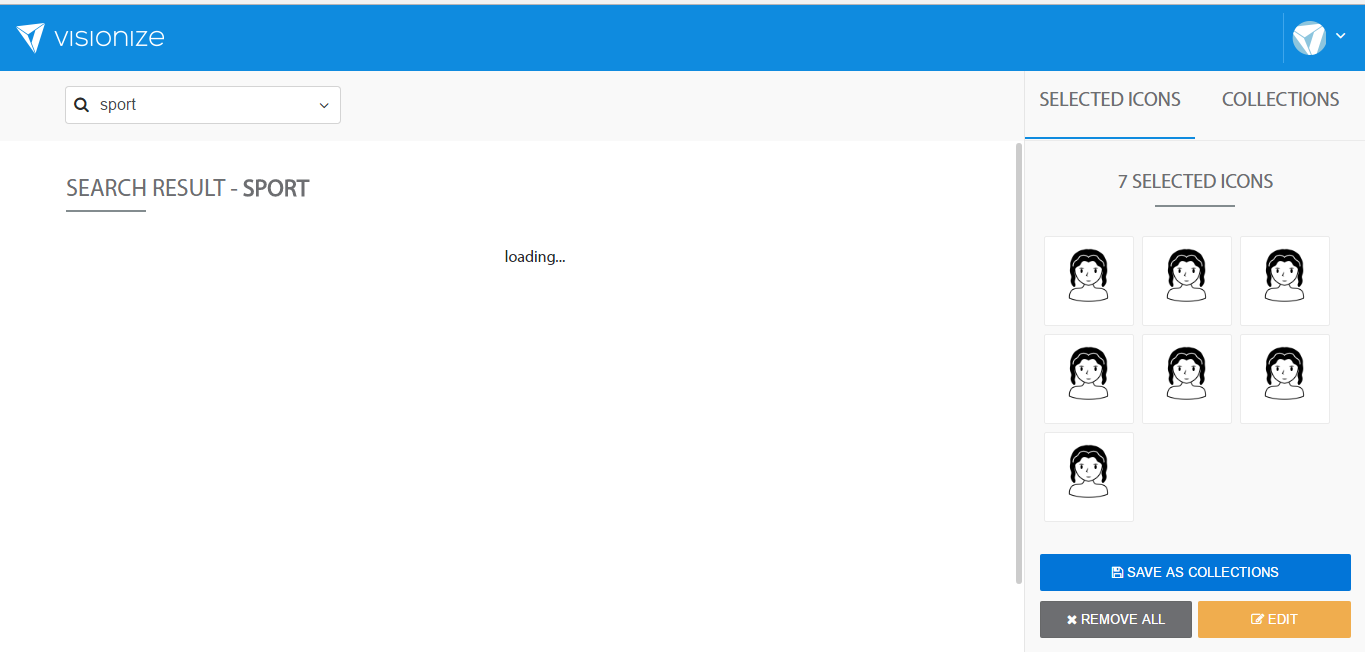 visionize
sport
SELECTED ICONS
COLLECTIONS
SEARCH RESULT - SPORT
loading...
7 SELECTED ICONS
SAVE AS COLLECTIONS
REMOVE ALL
EDIT